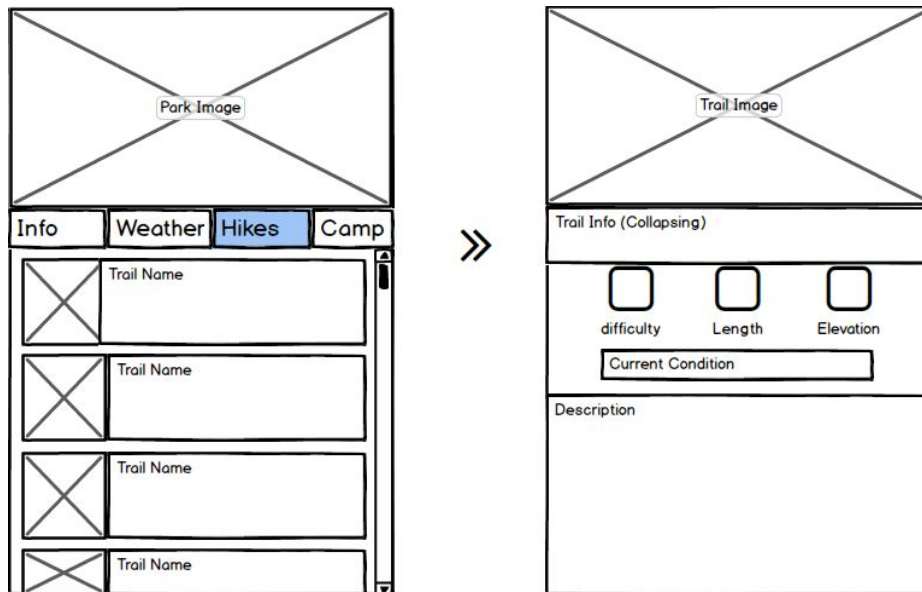 Park Image
Info
Weather
Hikes
Camp
Trail Name
Trail Name
Trail Name
Trail Name
Trail Image
Trail Info (Collapsing)
difficulty
Length
Elevation
Current Condition
Description